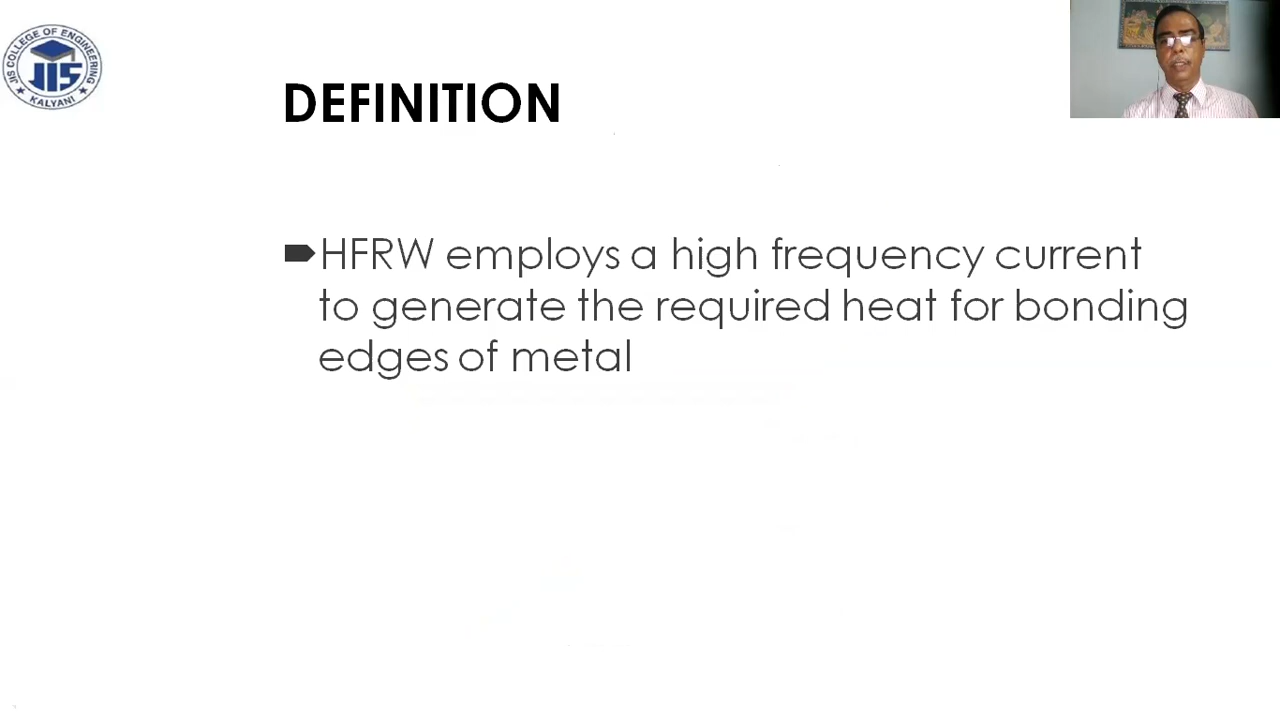 JIS COLLEGE OF ENGINEERING
JIS
KALYANI
DEFINITION
HFRW employs a high frequency current
to generate the required heat for bonding
edges of metal